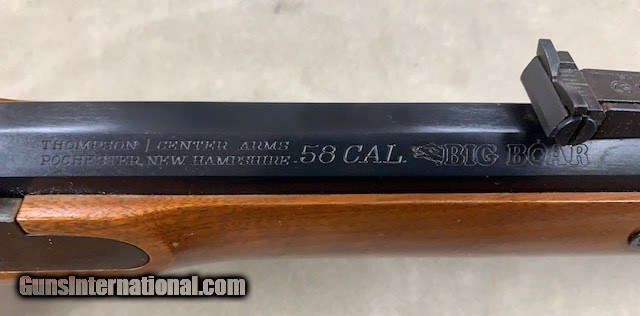 THOMPSON | CENTER ARMS
ROCHESTER, NEW HAMPSHIRE.
.58 CAL.
BIG BOAR
GunsInternational.com